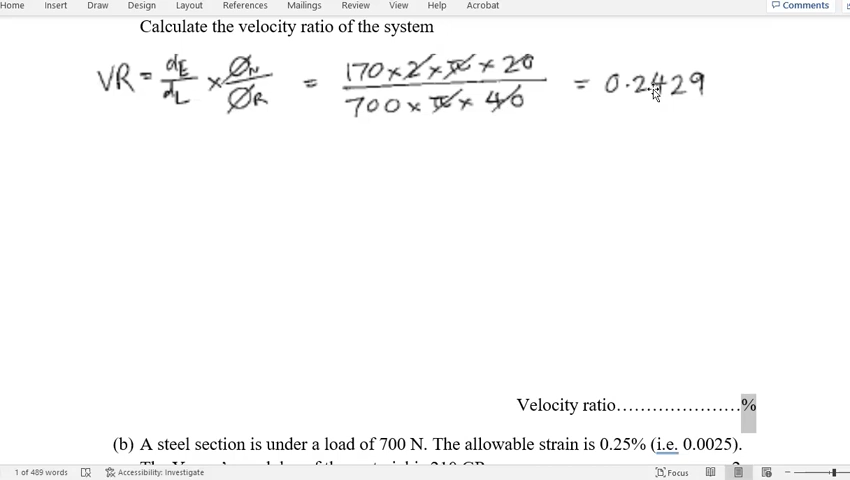 Home Insert Draw Design Layout References Mailings Review View Help Acrobat Comments
Calculate the velocity ratio of the system
VR = dE/dL × ØN/ØR = 170 × 2 × π × 20 / 700 × π × 40 = 0.2429
Velocity ratio…………………%
(b) A steel section is under a load of 700 N. The allowable strain is 0.25% (i.e. 0.0025).
1 of 489 words Accessibility: Investigate Focus